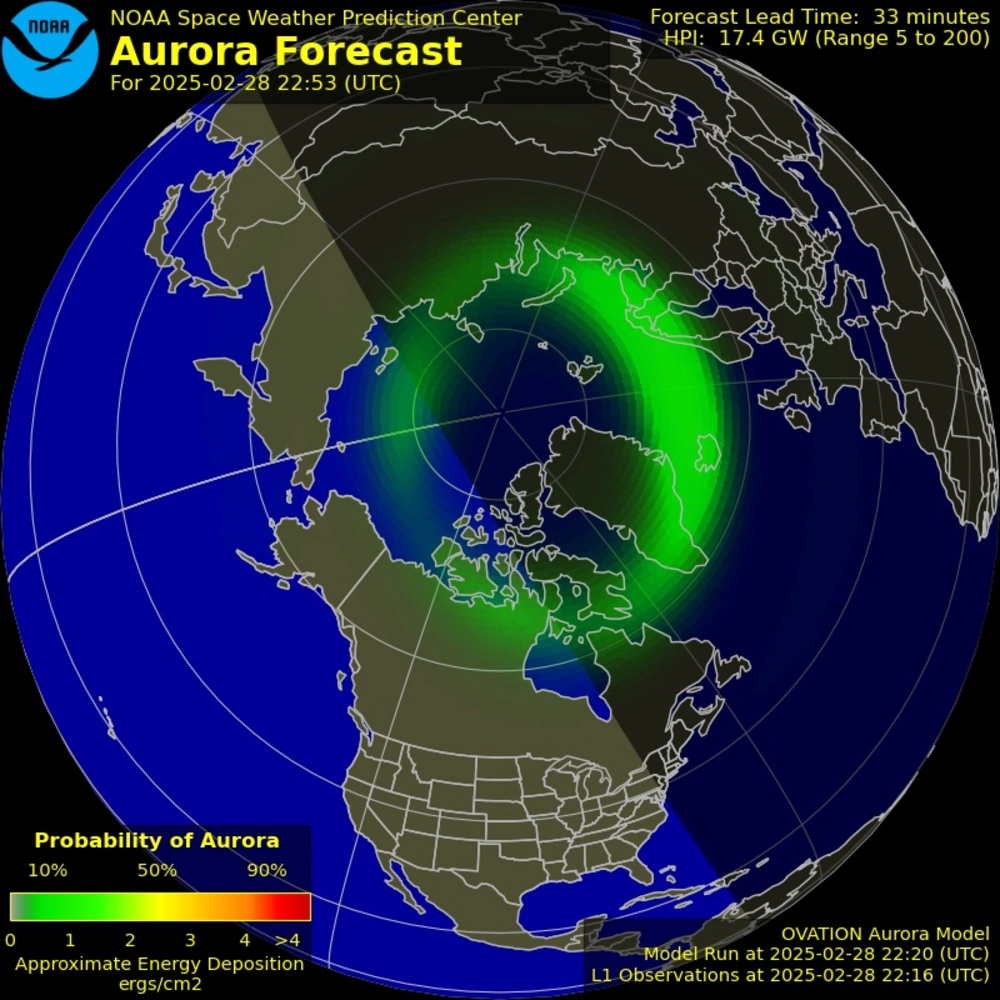 NOAA
NOAA Space Weather Prediction Center
Aurora Forecast
For 2025-02-28 22:53 (UTC)
Forecast Lead Time: 33 minutes
HPI: 17.4 GW (Range 5 to 200)
Probability of Aurora
10% 50% 90%
0 1 2 3 4 >4
Approximate Energy Deposition
ergs/cm2
OVATION Aurora Model
Model Run at 2025-02-28 22:20 (UTC)
L1 Observations at 2025-02-28 22:16 (UTC)